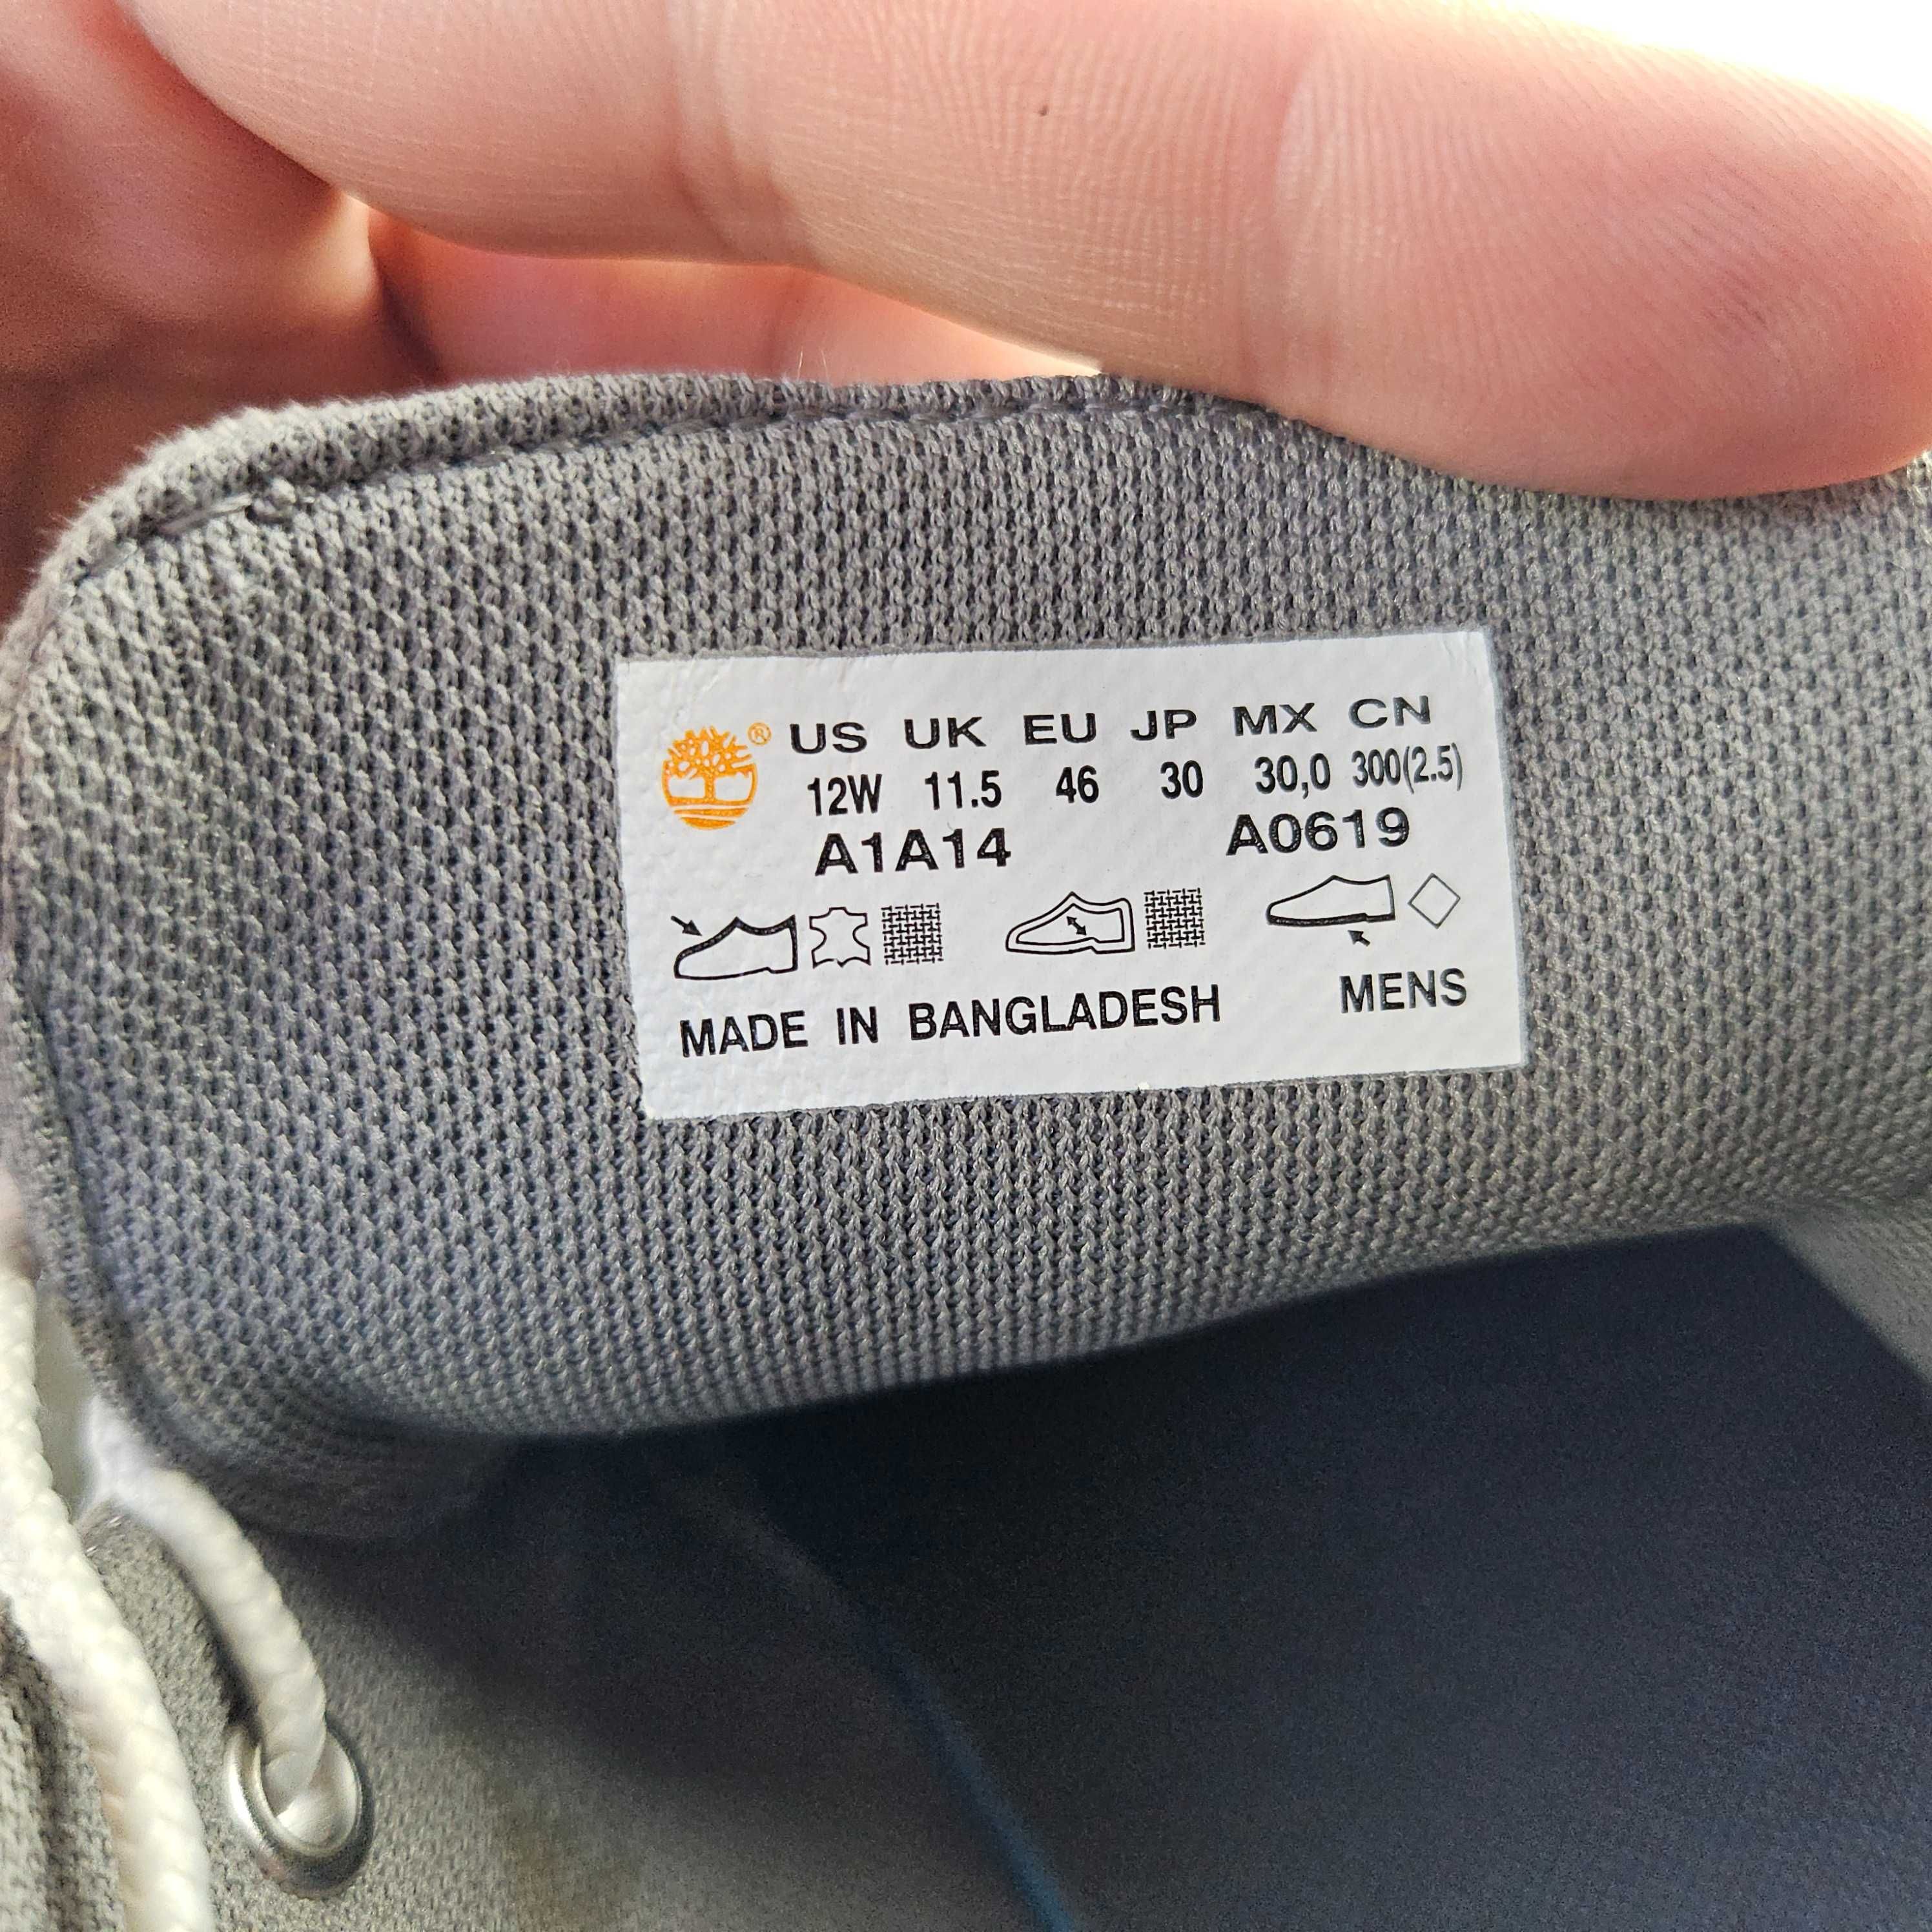 ® US UK EU JP MX CN
12W 11.5 46 30 30,0 300(2.5)
A1A14 A0619
MADE IN BANGLADESH MENS